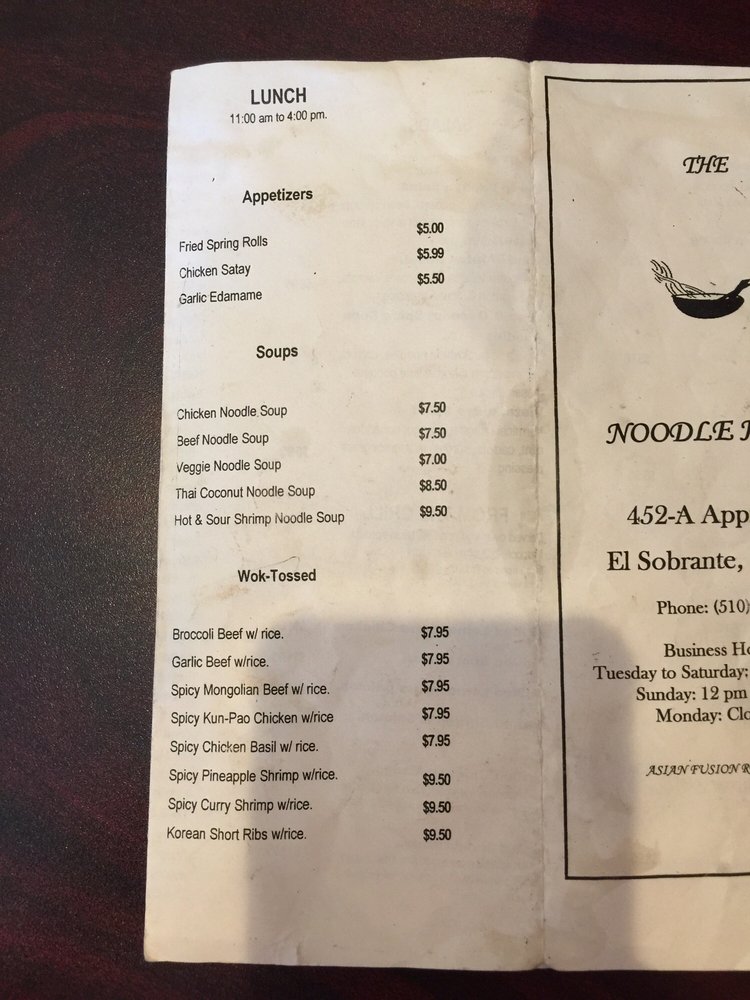 LUNCH
11:00 am to 4:00 pm.
Appetizers
Fried Spring Rolls $5.00
Chicken Satay $5.99
Garlic Edamame $5.50
Soups
Chicken Noodle Soup $7.50
Beef Noodle Soup $7.50
Veggie Noodle Soup $7.00
Thai Coconut Noodle Soup $8.50
Hot & Sour Shrimp Noodle Soup $9.50
Wok-Tossed
Broccoli Beef w/ rice. $7.95
Garlic Beef w/rice. $7.95
Spicy Mongolian Beef w/ rice. $7.95
Spicy Kun-Pao Chicken w/rice $7.95
Spicy Chicken Basil w/ rice. $7.95
Spicy Pineapple Shrimp w/rice. $9.50
Spicy Curry Shrimp w/rice. $9.50
Korean Short Ribs w/rice. $9.50
THE
NOODLE
452-A App
El Sobrante,
Phone: (510)
Business Ho
Tuesday to Saturday:
Sunday: 12 pm
Monday: Clo
ASIAN FUSION R